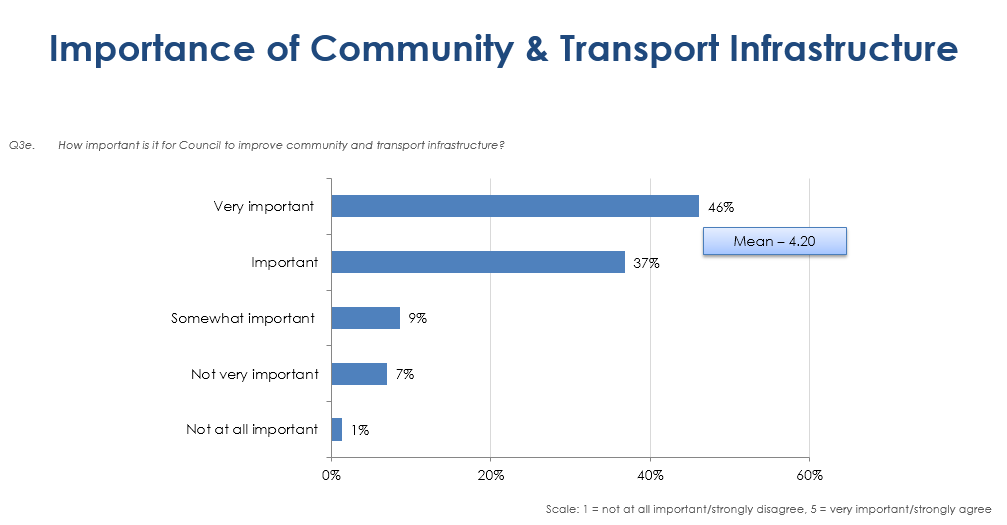 Importance of Community & Transport Infrastructure
Q3e. How important is it for Council to improve community and transport infrastructure?
Very important 46%
Mean – 4.20
Important 37%
Somewhat important 9%
Not very important 7%
Not at all important 1%
0% 20% 40% 60%
Scale: 1 = not at all important/strongly disagree, 5 = very important/strongly agree